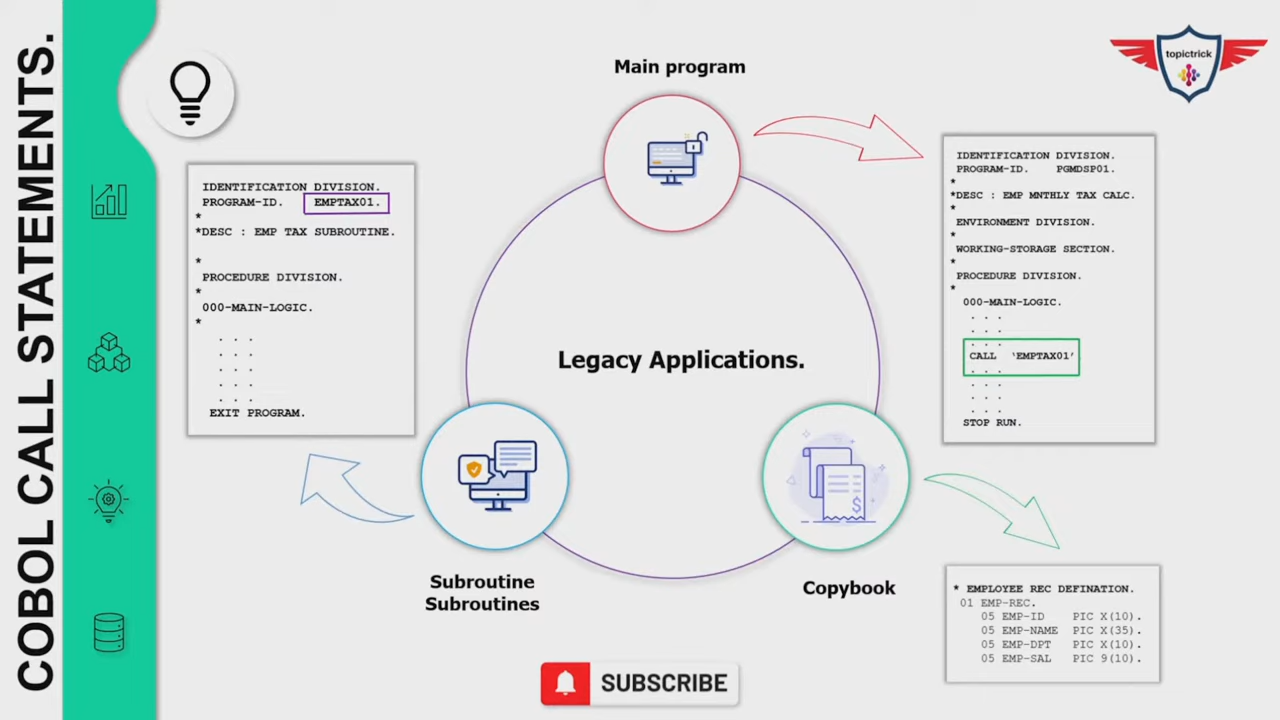 COBOL CALL STATEMENTS.
Main program
topictrick
IDENTIFICATION DIVISION.
PROGRAM-ID. EMPTAX01.
*
*DESC : EMP TAX SUBROUTINE.
*
PROCEDURE DIVISION.
*
000-MAIN-LOGIC.
*
. . .
. . .
. . .
. . .
. . .
EXIT PROGRAM.
IDENTIFICATION DIVISION.
PROGRAM-ID. PGMDSP01.
*
*DESC : EMP MNTHLY TAX CALC.
*
ENVIRONMENT DIVISION.
*
WORKING-STORAGE SECTION.
*
PROCEDURE DIVISION.
*
000-MAIN-LOGIC.
. . .
. . .
. . .
CALL ‘EMPTAX01’
. . .
. . .
. . .
. . .
STOP RUN.
Legacy Applications.
Subroutine
Subroutines
Copybook
* EMPLOYEE REC DEFINATION.
01 EMP-REC.
05 EMP-ID PIC X(10).
05 EMP-NAME PIC X(35).
05 EMP-DPT PIC X(10).
05 EMP-SAL PIC 9(10).
SUBSCRIBE